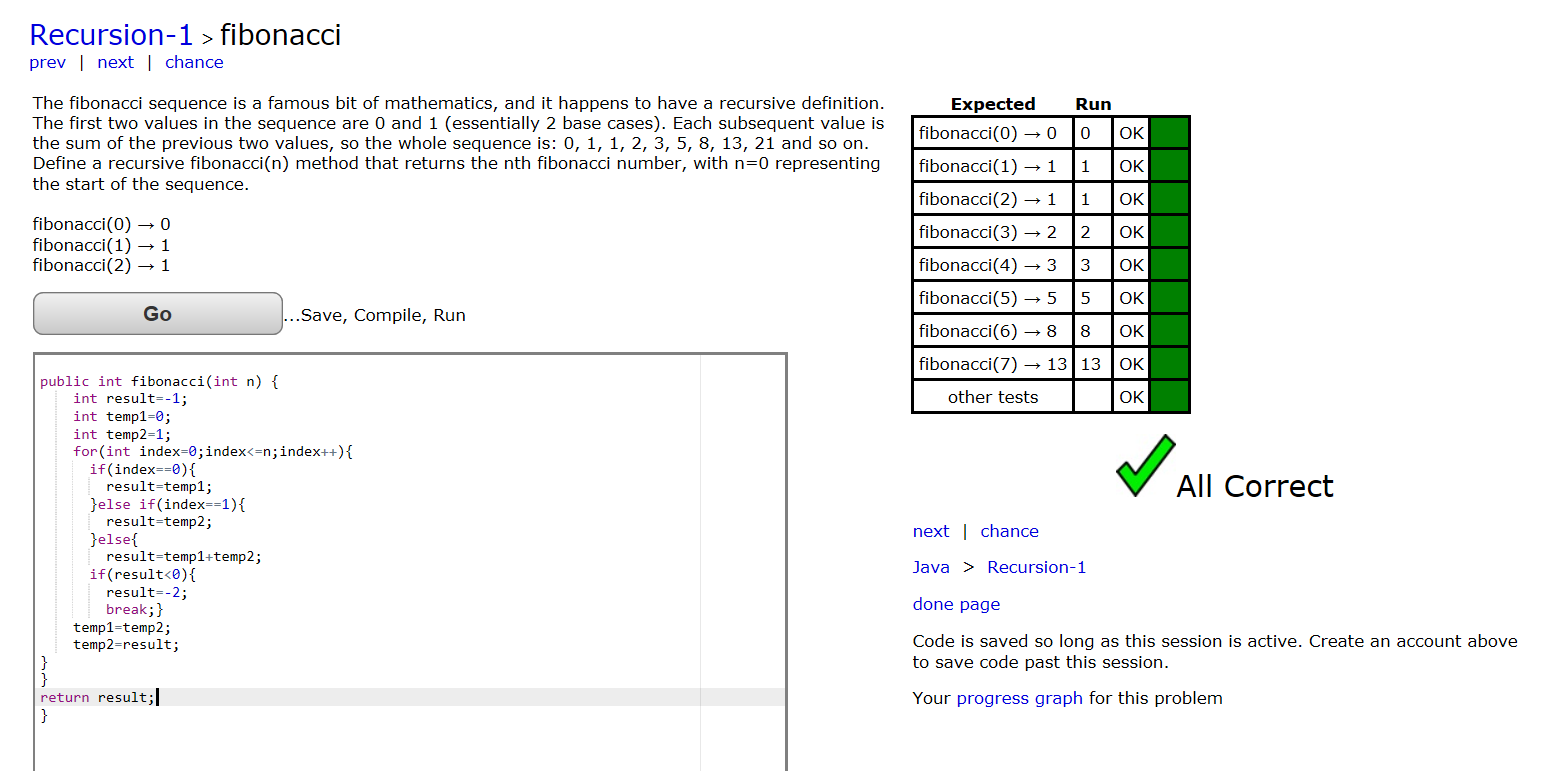 Recursion-1 > fibonacci
prev | next | chance
The fibonacci sequence is a famous bit of mathematics, and it happens to have a recursive definition.
The first two values in the sequence are 0 and 1 (essentially 2 base cases). Each subsequent value is
the sum of the previous two values, so the whole sequence is: 0, 1, 1, 2, 3, 5, 8, 13, 21 and so on.
Define a recursive fibonacci(n) method that returns the nth fibonacci number, with n=0 representing
the start of the sequence.
fibonacci(0) → 0
fibonacci(1) → 1
fibonacci(2) → 1
Go ...Save, Compile, Run
public int fibonacci(int n) {
    int result=-1;
    int temp1=0;
    int temp2=1;
    for(int index=0;index<=n;index++){
      if(index==0){
        result=temp1;
      }else if(index==1){
        result=temp2;
      }else{
        result=temp1+temp2;
      if(result<0){
        result=-2;
        break;}
    temp1=temp2;
    temp2=result;
}
}
return result;
}
Expected Run
fibonacci(0) → 0 0 OK
fibonacci(1) → 1 1 OK
fibonacci(2) → 1 1 OK
fibonacci(3) → 2 2 OK
fibonacci(4) → 3 3 OK
fibonacci(5) → 5 5 OK
fibonacci(6) → 8 8 OK
fibonacci(7) → 13 13 OK
other tests OK
All Correct
next | chance
Java > Recursion-1
done page
Code is saved so long as this session is active. Create an account above
to save code past this session.
Your progress graph for this problem